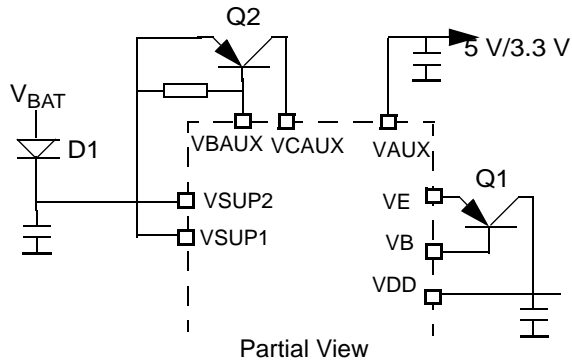 Q2
5 V/3.3 V
VBAT
D1
VBAUX
VCAUX
VAUX
Q1
VSUP2
VE
VSUP1
VB
VDD
Partial View